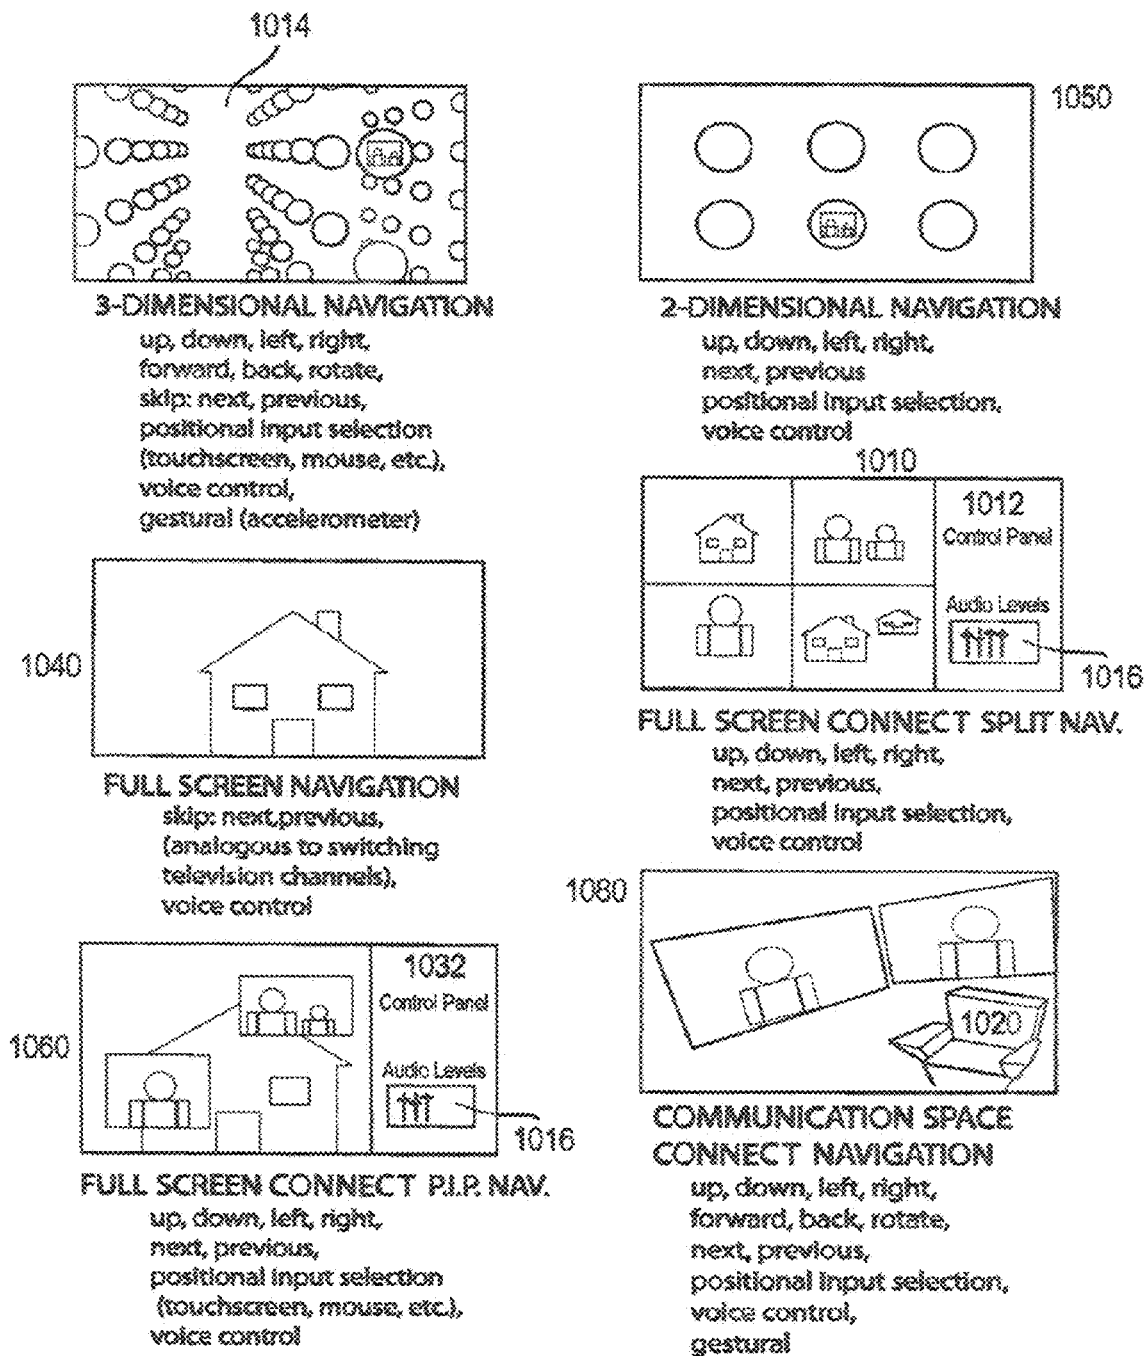 1014
3-DIMENSIONAL NAVIGATION
up, down, left, right,
forward, back, rotate,
skip: next, previous,
positional input selection
(touchscreen, mouse, etc.),
voice control,
gestural (accelerometer)
1050
2-DIMENSIONAL NAVIGATION
up, down, left, right,
next, previous
positional input selection,
voice control
1040
FULL SCREEN NAVIGATION
skip: next,previous,
(analogous to switching
television channels),
voice control
1010
1012
Control Panel
Audio Levels
1016
FULL SCREEN CONNECT SPLIT NAV.
up, down, left, right,
next, previous,
positional input selection,
voice control
1060
1032
Control Panel
Audio Levels
1016
FULL SCREEN CONNECT P.I.P. NAV.
up, down, left, right,
next, previous,
positional input selection
(touchscreen, mouse, etc.),
voice control
1080
1020
COMMUNICATION SPACE
CONNECT NAVIGATION
up, down, left, right,
forward, back, rotate,
next, previous,
positional input selection,
voice control,
gestural